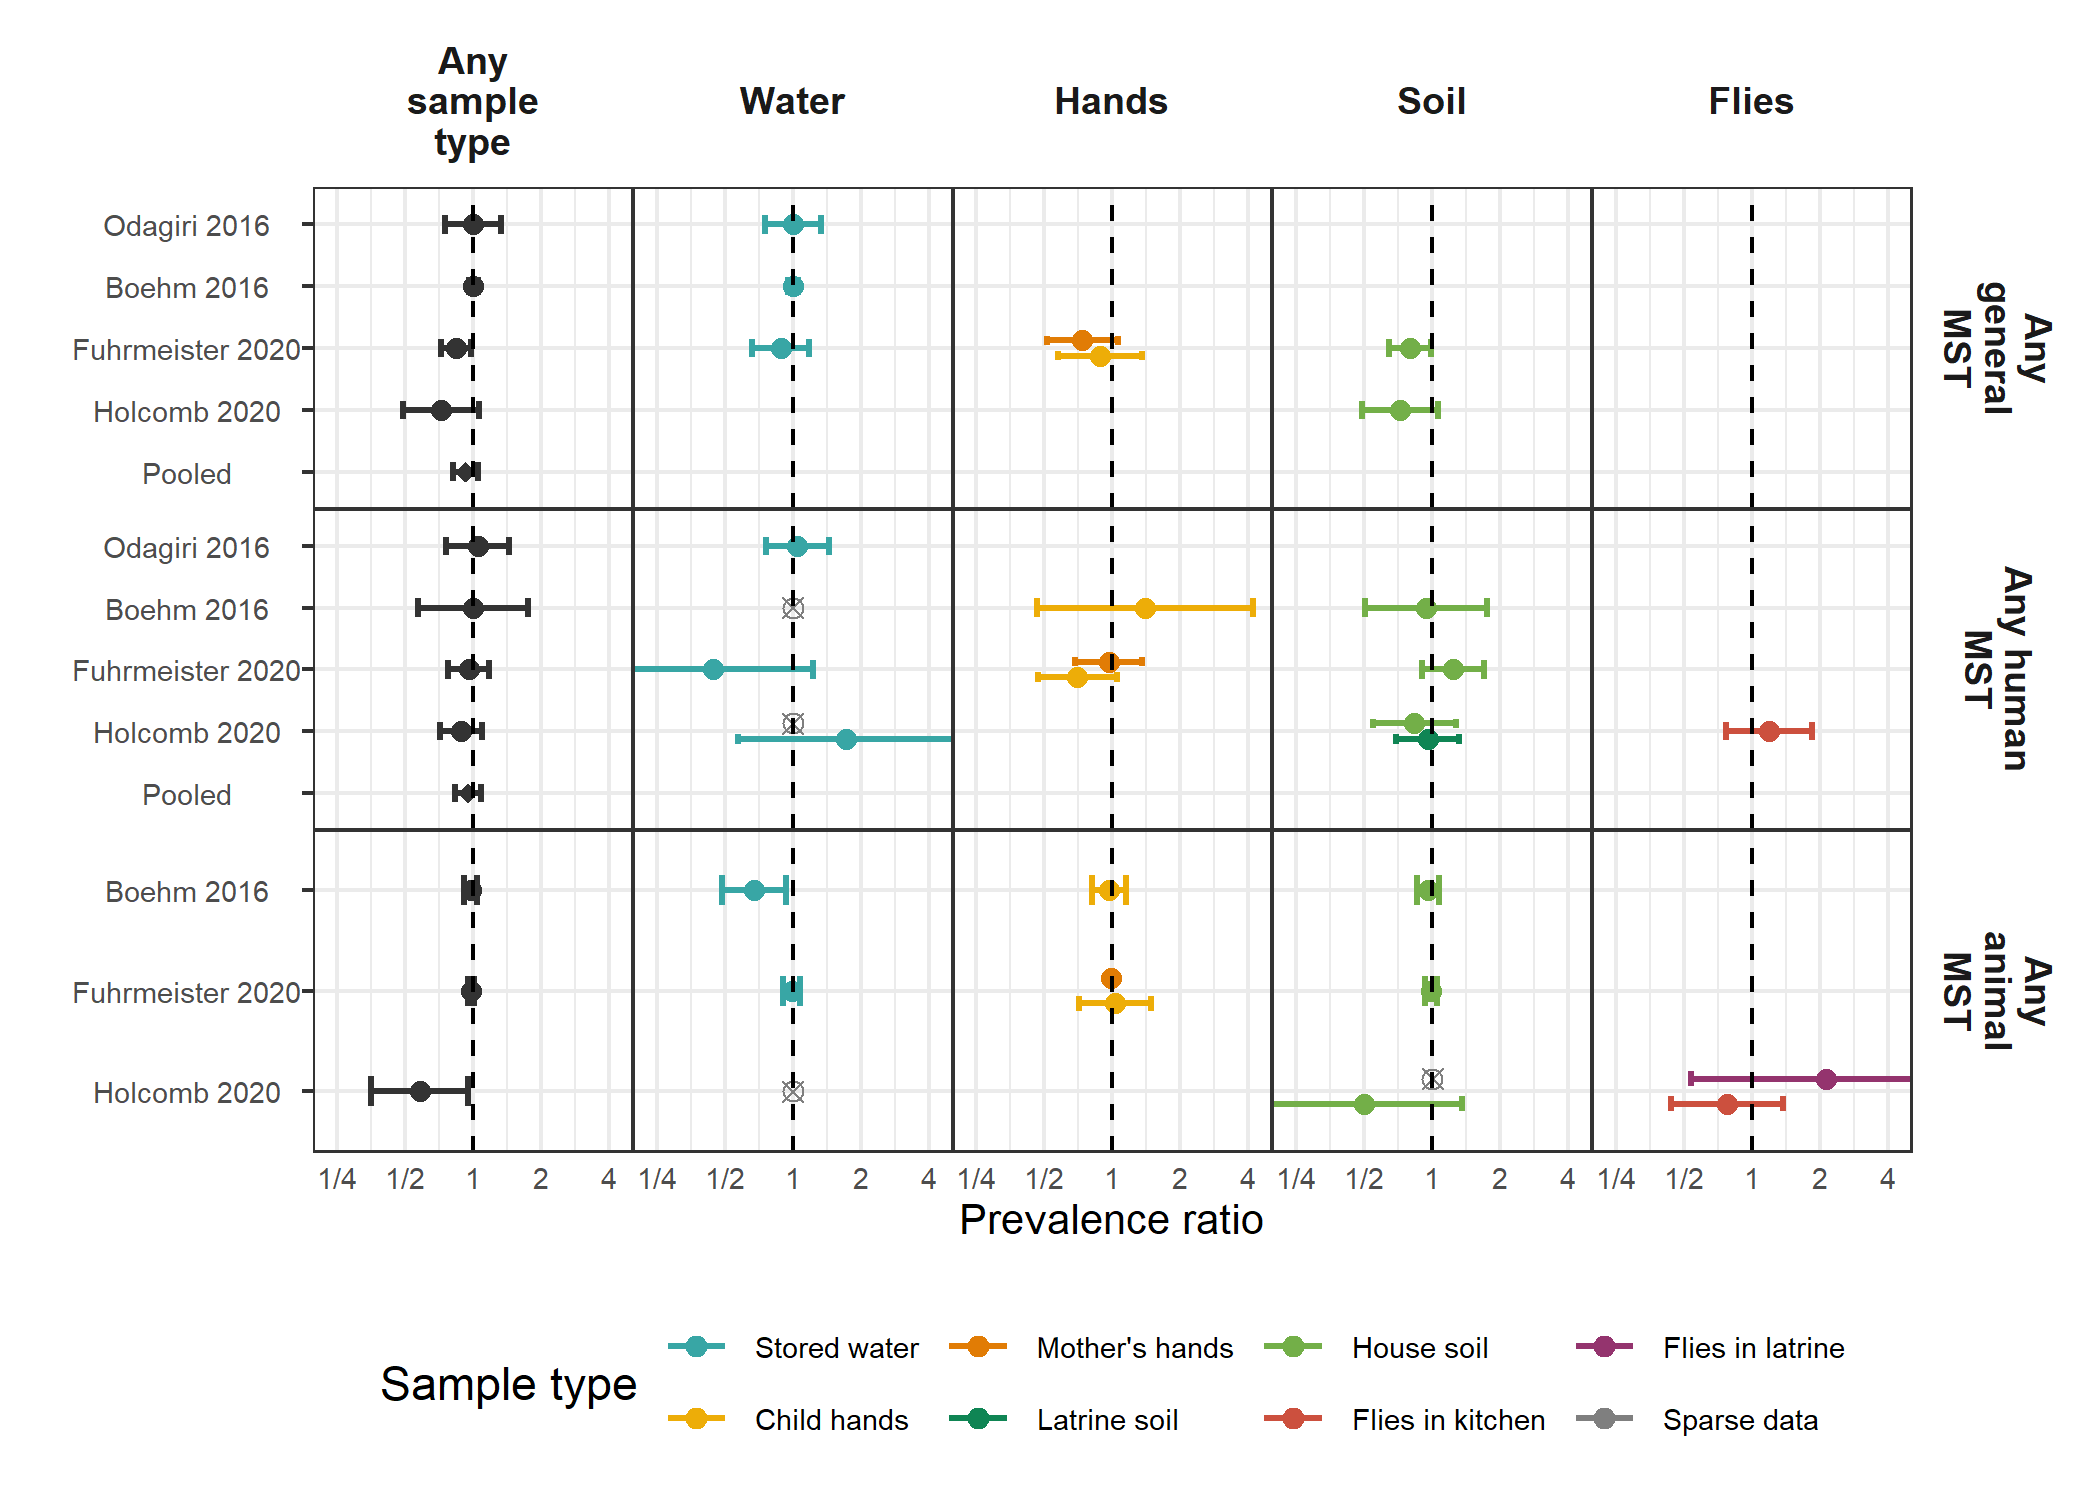 Any
sample
type
Water
Hands
Soil
Flies
Odagiri 2016
Boehm 2016
Fuhrmeister 2020
Holcomb 2020
Pooled
Any
general
MST
Odagiri 2016
Boehm 2016
Fuhrmeister 2020
Holcomb 2020
Pooled
Any human
MST
Boehm 2016
Fuhrmeister 2020
Holcomb 2020
Any
animal
MST
1/4 1/2 1 2 4 1/4 1/2 1 2 4 1/4 1/2 1 2 4 1/4 1/2 1 2 4 1/4 1/2 1 2 4
Prevalence ratio
Sample type
Stored water
Mother's hands
House soil
Flies in latrine
Child hands
Latrine soil
Flies in kitchen
Sparse data